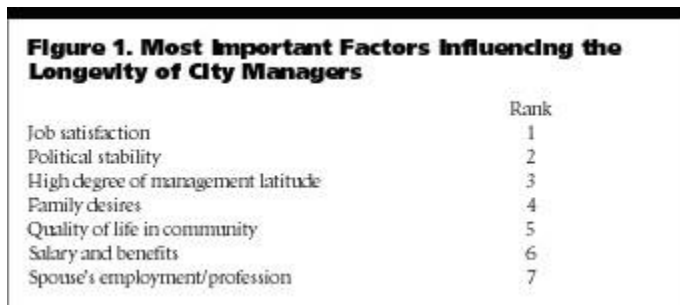 Figure 1. Most Important Factors Influencing the
Longevity of City Managers
Rank
Job satisfaction 1
Political stability 2
High degree of management latitude 3
Family desires 4
Quality of life in community 5
Salary and benefits 6
Spouse's employment/profession 7